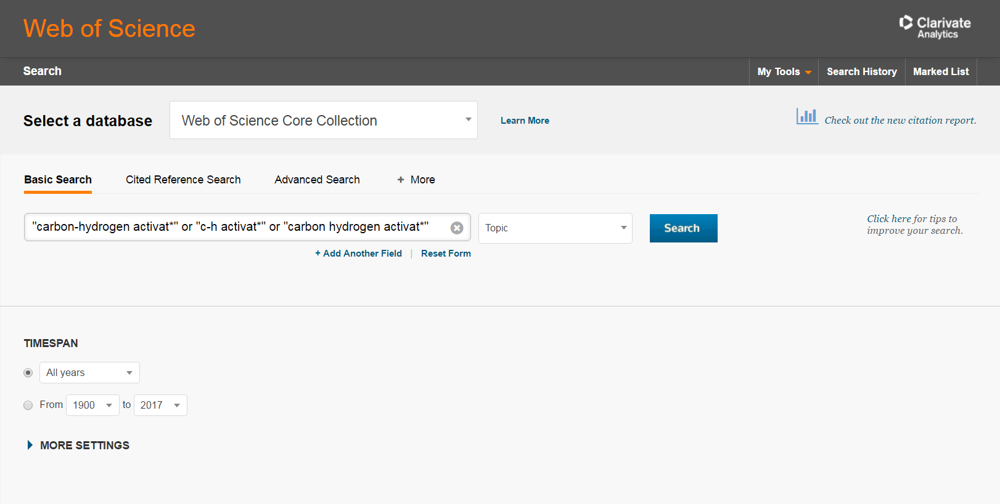 Web of Science
Clarivate
Analytics
Search
My Tools
Search History
Marked List
Select a database
Web of Science Core Collection
Learn More
Check out the new citation report.
Basic Search
Cited Reference Search
Advanced Search
+ More
"carbon-hydrogen activat*" or "c-h activat*" or "carbon hydrogen activat*"
Topic
Search
Click here for tips to
improve your search.
+ Add Another Field | Reset Form
TIMESPAN
All years
From 1900 to 2017
MORE SETTINGS